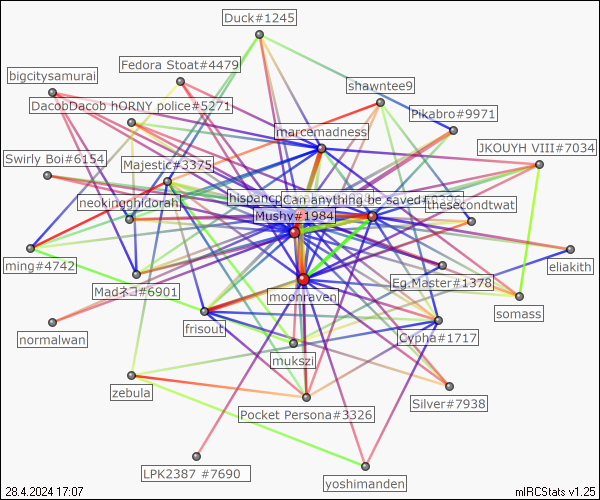 Duck#1245
Fedora Stoat#4479
bigcitysamurai
shawntee9
DacobDacob hORNY police#5271
Pikabro#9971
marcemadness
JKOUYH VIII#7034
Swirly Boi#6154
Majestic#3375
hispancp
Can anything be saved
neokingghidorah
thesecondtwat
Mushy#1984
ming#4742
eliakith
Madネコ#6901
Eg.Master#1378
moonraven
somass
frisout
normalwan
Cypha#1717
mukszi
zebula
Silver#7938
Pocket Persona#3326
LPK2387 #7690
yoshimanden
28.4.2024 17:07
mIRCStats v1.25